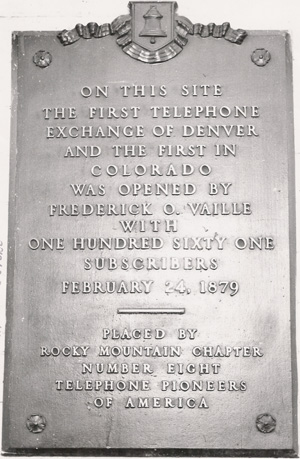 ON THIS SITE
THE FIRST TELEPHONE
EXCHANGE OF DENVER
AND THE FIRST IN
COLORADO
WAS OPENED BY
FREDERICK O. VAILLE
WITH
ONE HUNDRED SIXTY ONE
SUBSCRIBERS
FEBRUARY 24, 1879
PLACED BY
ROCKY MOUNTAIN CHAPTER
NUMBER EIGHT
TELEPHONE PIONEERS
OF AMERICA